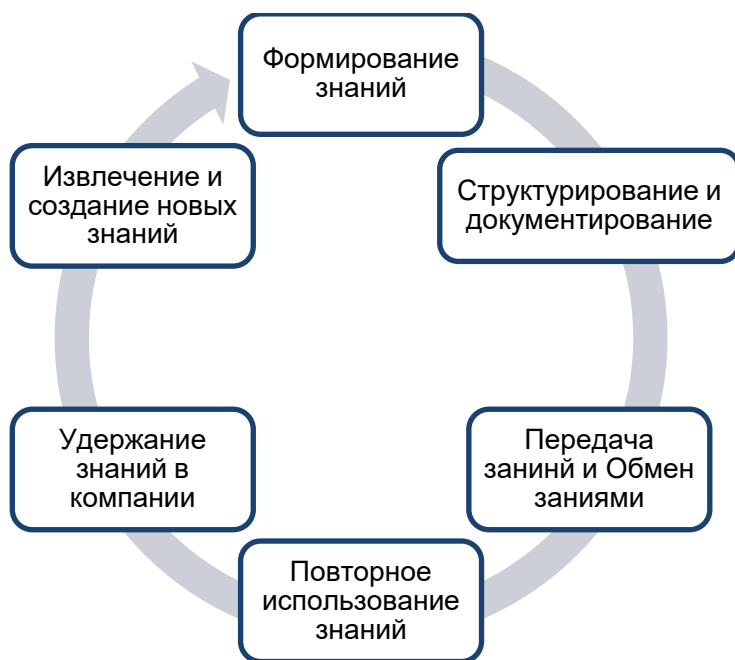 Формирование
знаний
Структурирование и
документирование
Передача
занинй и Обмен
заниями
Повторное
использование
знаний
Удержание
знаний в
компании
Извлечение и
создание новых
знаний